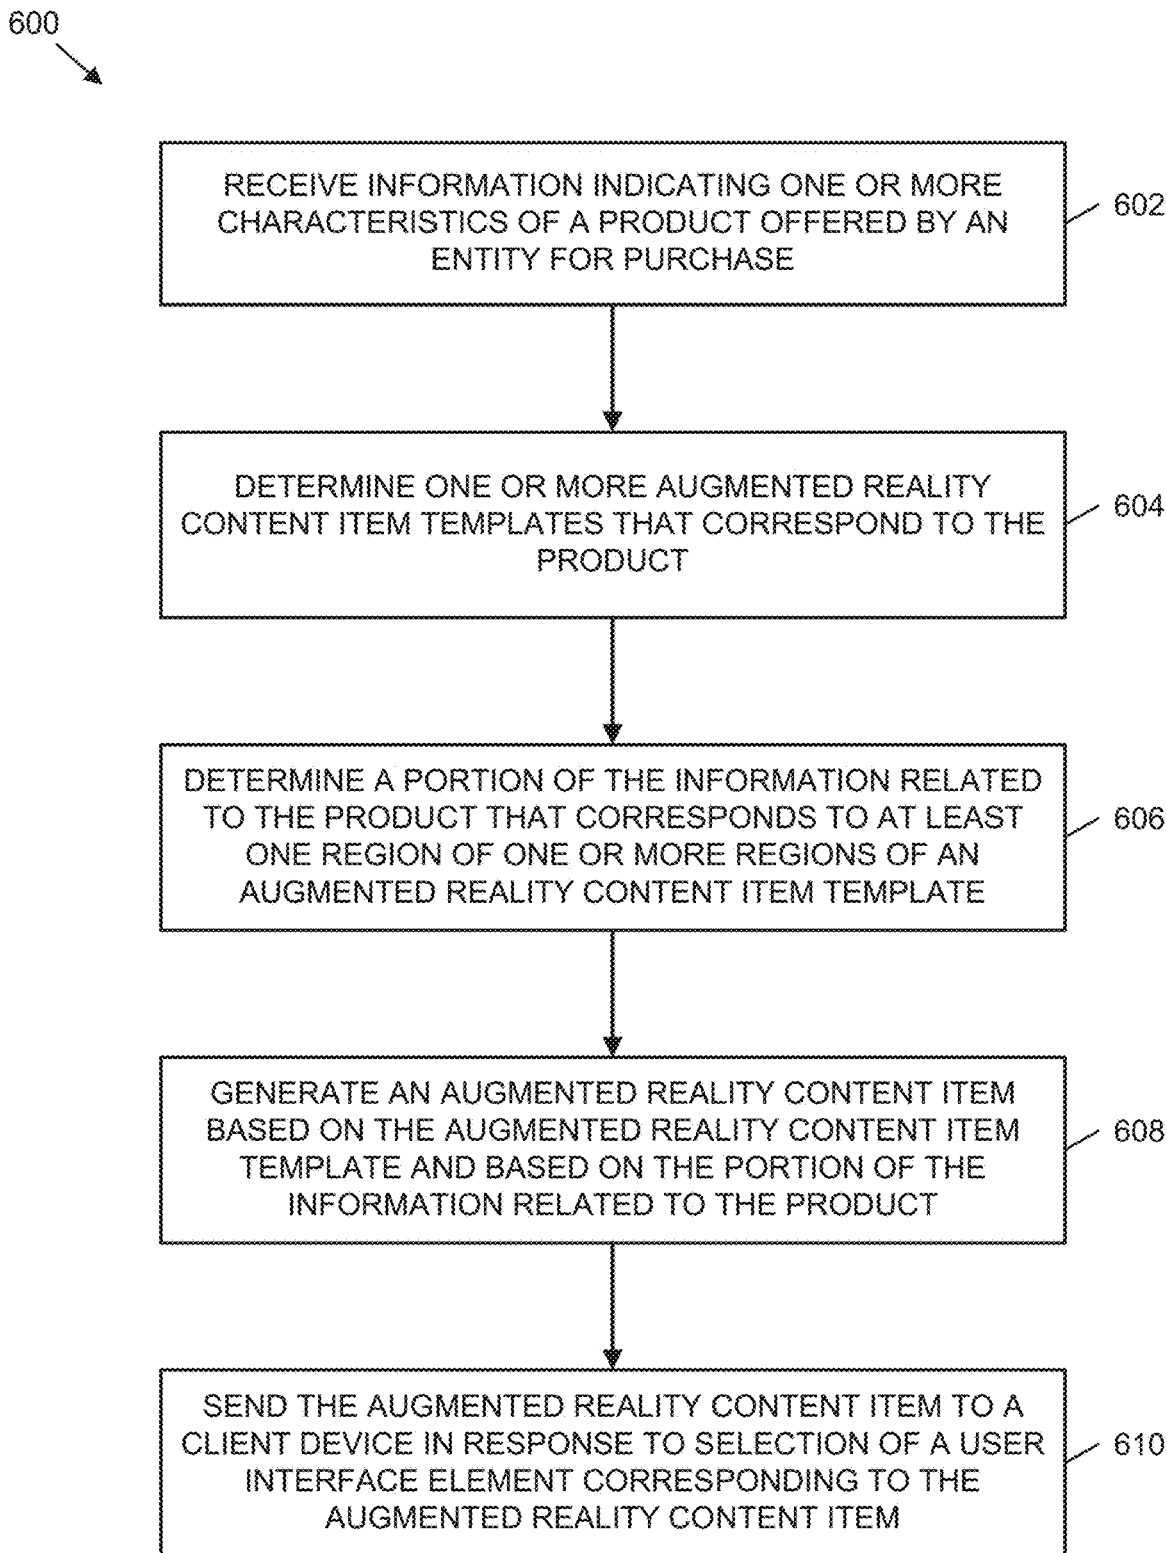 600
RECEIVE INFORMATION INDICATING ONE OR MORE
CHARACTERISTICS OF A PRODUCT OFFERED BY AN
ENTITY FOR PURCHASE
602
DETERMINE ONE OR MORE AUGMENTED REALITY
CONTENT ITEM TEMPLATES THAT CORRESPOND TO THE
PRODUCT
604
DETERMINE A PORTION OF THE INFORMATION RELATED
TO THE PRODUCT THAT CORRESPONDS TO AT LEAST
ONE REGION OF ONE OR MORE REGIONS OF AN
AUGMENTED REALITY CONTENT ITEM TEMPLATE
606
GENERATE AN AUGMENTED REALITY CONTENT ITEM
BASED ON THE AUGMENTED REALITY CONTENT ITEM
TEMPLATE AND BASED ON THE PORTION OF THE
INFORMATION RELATED TO THE PRODUCT
608
SEND THE AUGMENTED REALITY CONTENT ITEM TO A
CLIENT DEVICE IN RESPONSE TO SELECTION OF A USER
INTERFACE ELEMENT CORRESPONDING TO THE
AUGMENTED REALITY CONTENT ITEM
610